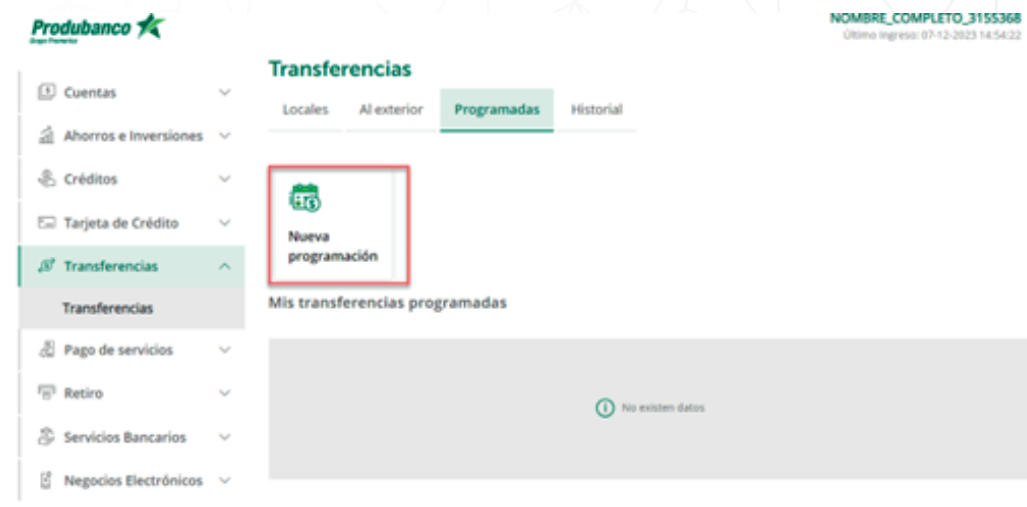 Produbanco
Grupo Promerica
NOMBRE_COMPLETO_3155368
Último Ingreso: 07-12-2023 14:54:22
Cuentas
Ahorros e Inversiones
Créditos
Tarjeta de Crédito
Transferencias
Transferencias
Pago de servicios
Retiro
Servicios Bancarios
Negocios Electrónicos
Transferencias
Locales Al exterior Programadas Historial
Nueva
programación
Mis transferencias programadas
No existen datos